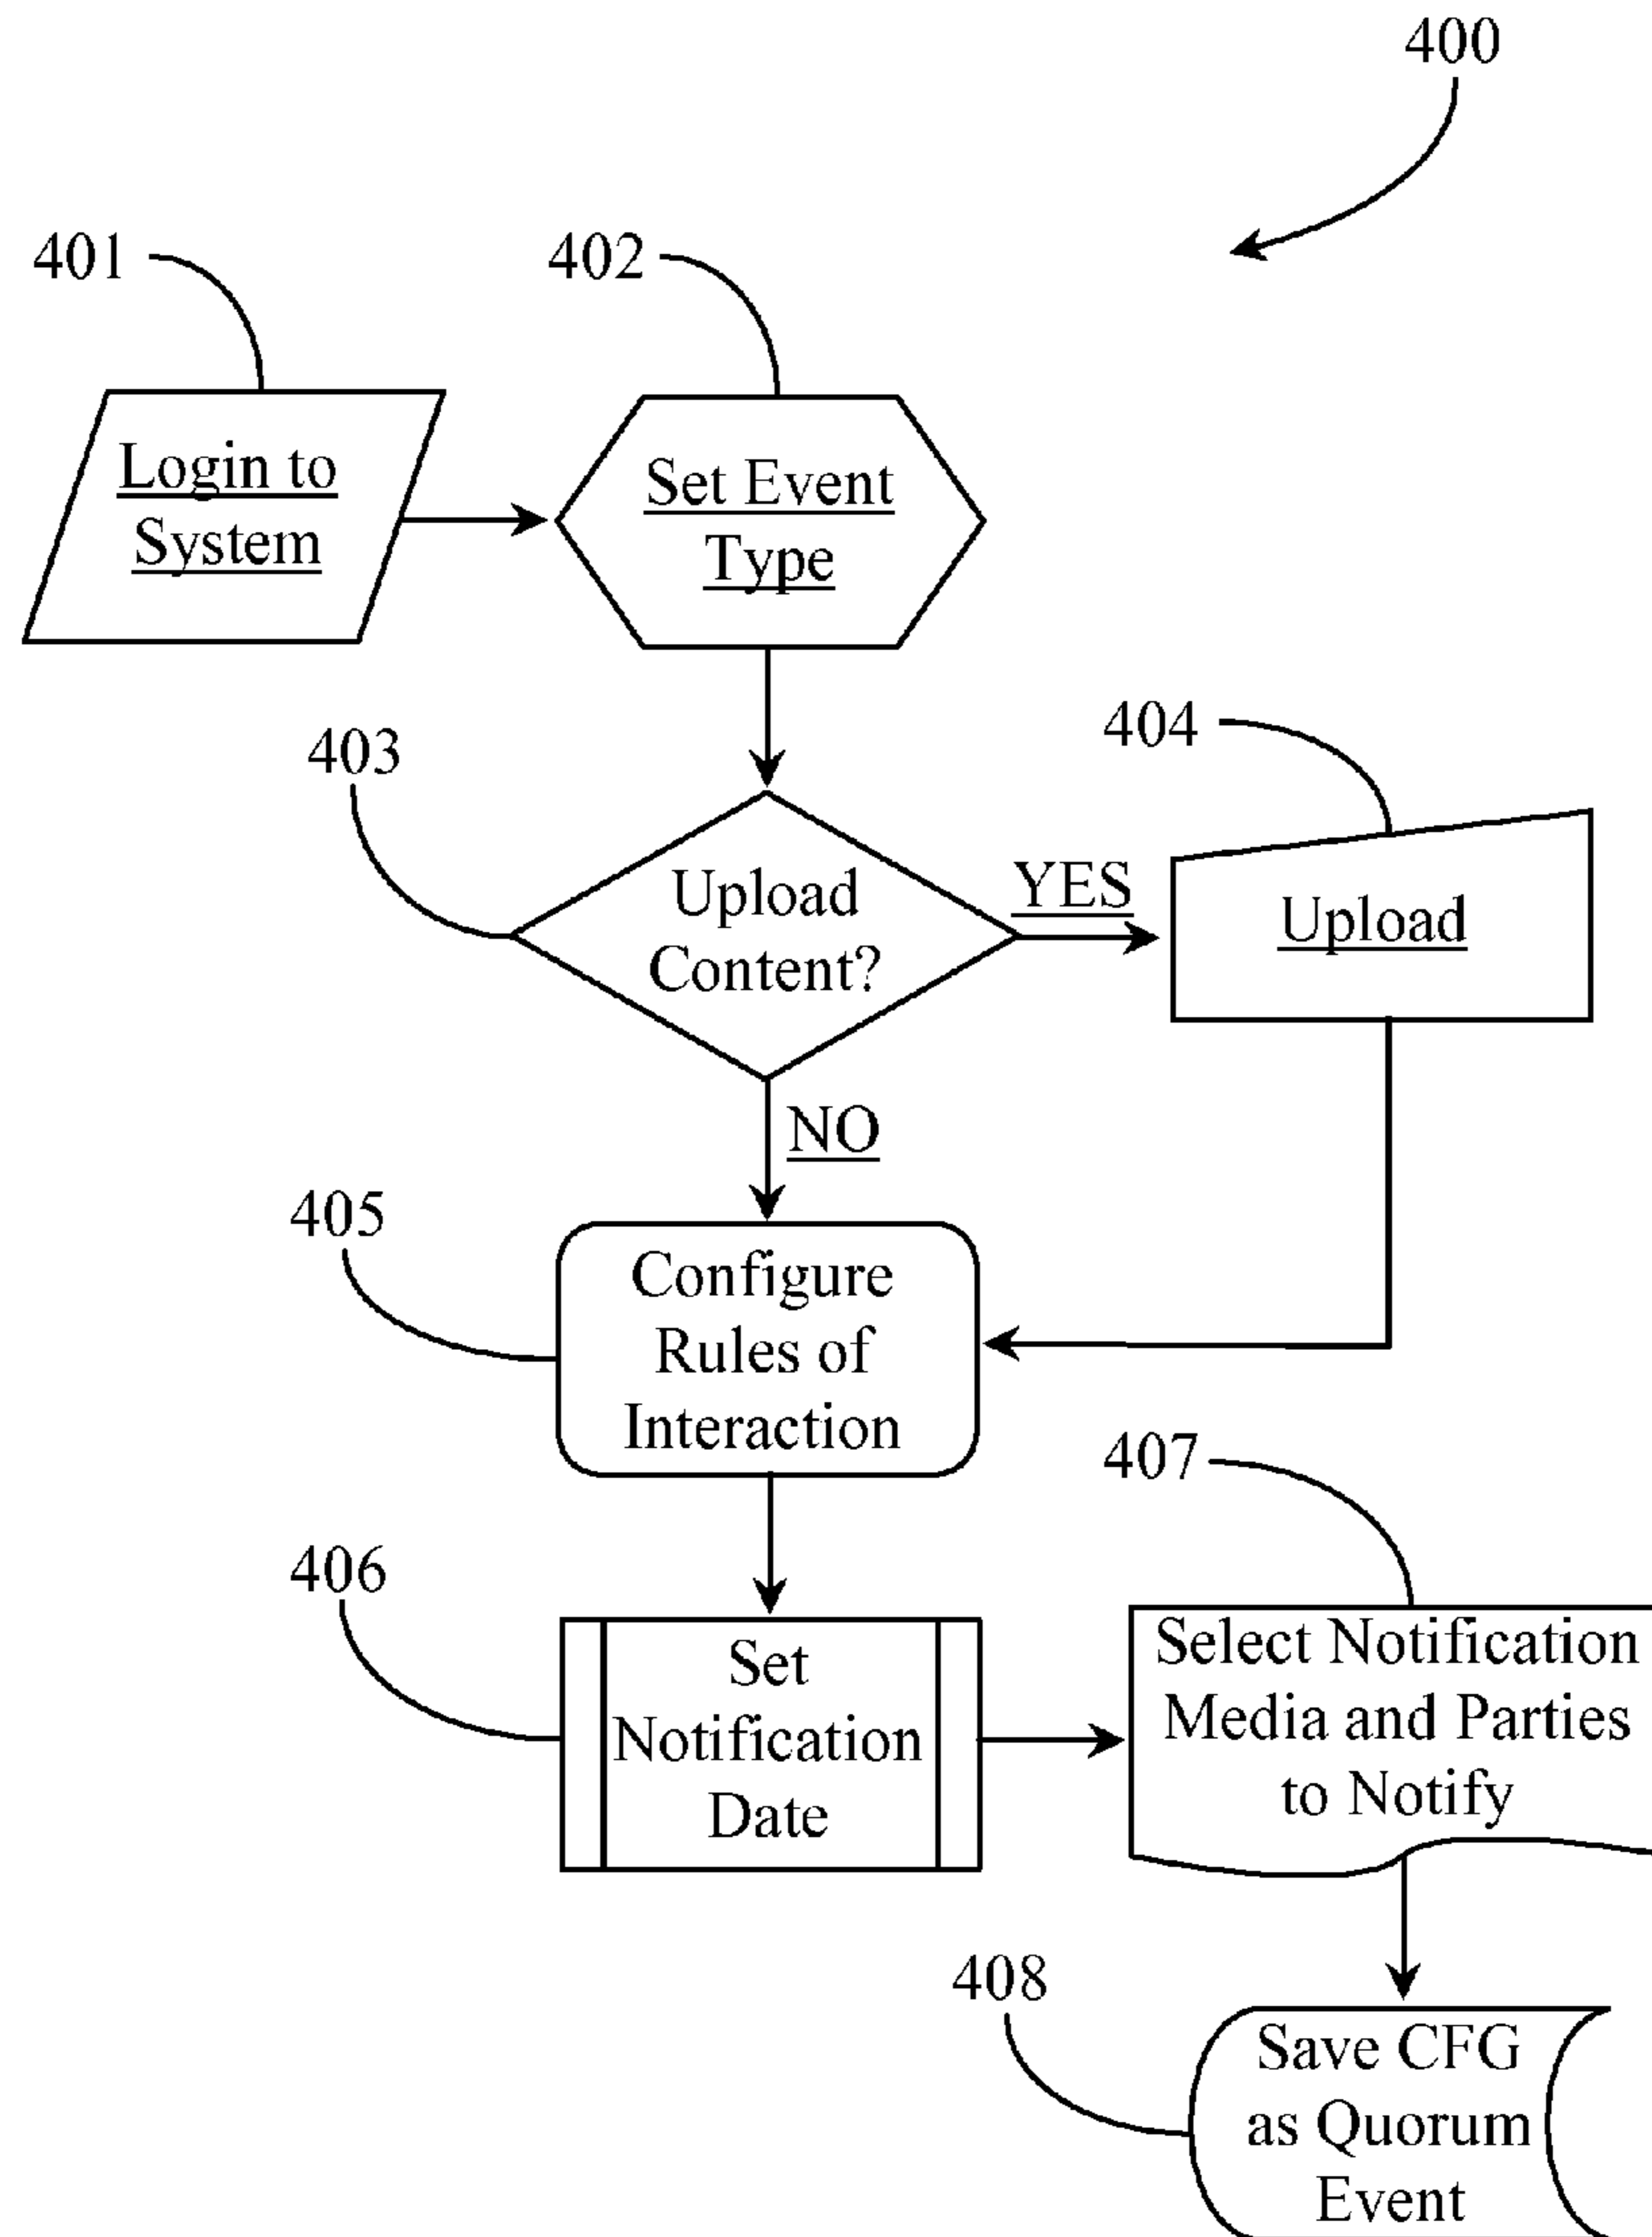 400
401
402
Login to
System
Set Event
Type
403
404
Upload
Content?
YES
Upload
NO
405
Configure
Rules of
Interaction
407
406
Set
Notification
Date
Select Notification
Media and Parties
to Notify
408
Save CFG
as Quorum
Event